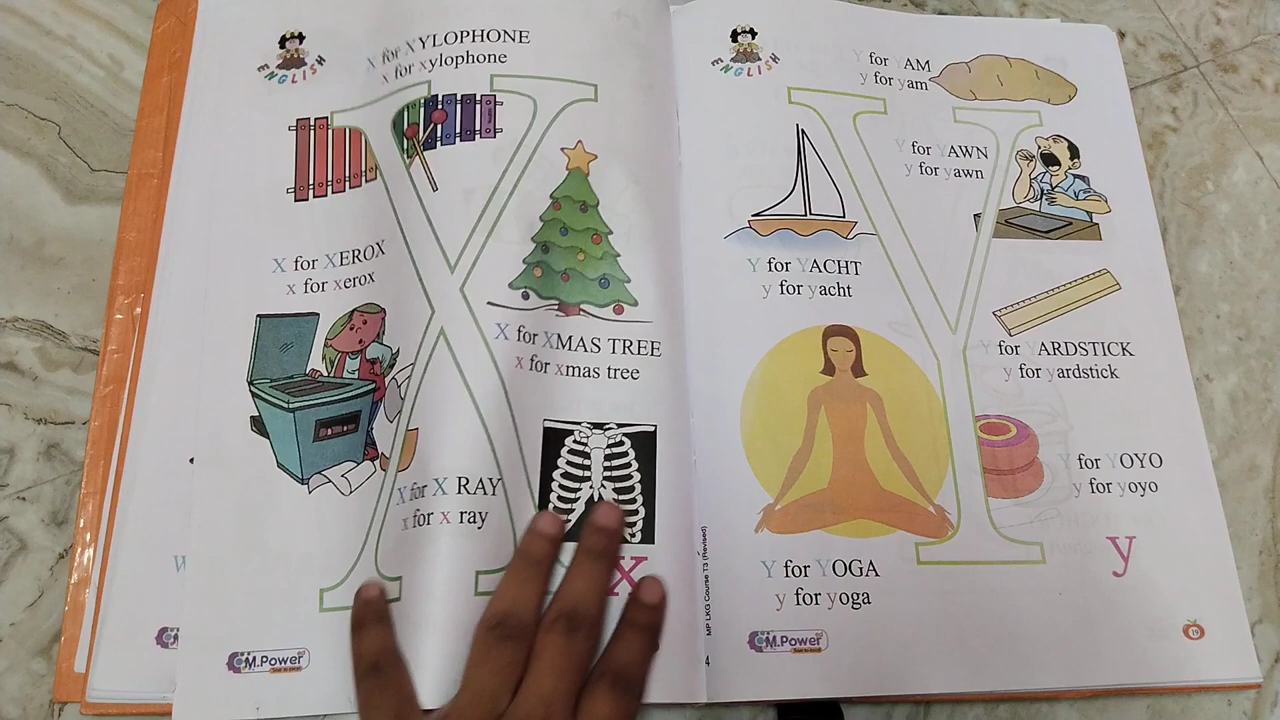 ENGLISH
X for XYLOPHONE
x for xylophone
X for XEROX
x for xerox
X for XMAS TREE
x for xmas tree
X for X RAY
x for x ray
x
M.Power
ENGLISH
Y for YAM
y for yam
Y for YAWN
y for yawn
Y for YACHT
y for yacht
Y for YARDSTICK
y for yardstick
Y for YOYO
y for yoyo
Y for YOGA
y for yoga
y
MP LKG Course T3 (Revised)
4
M.Power
19
W